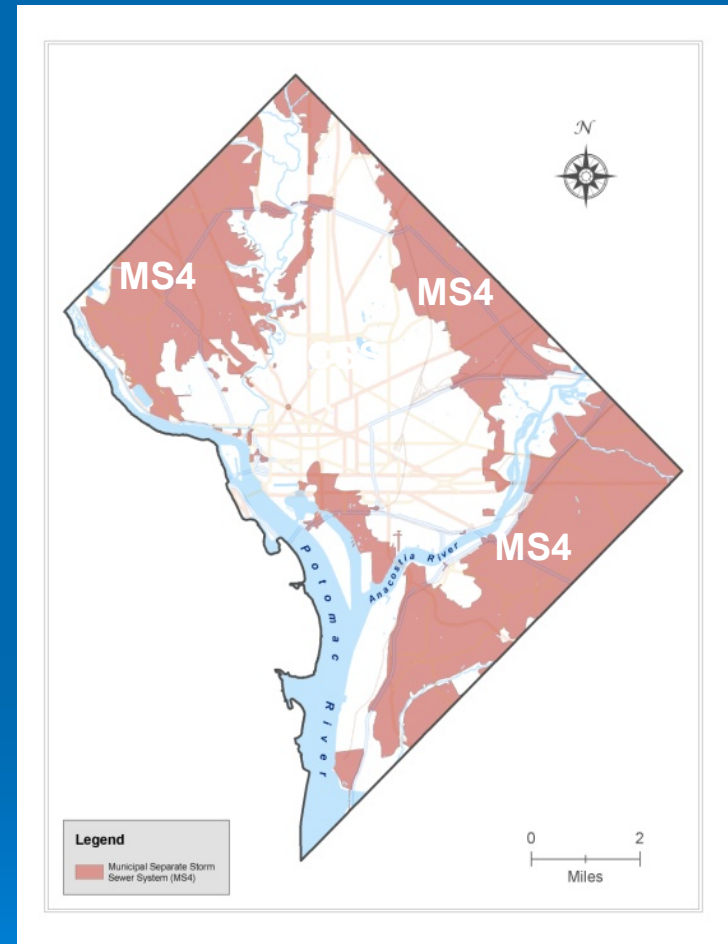 N
MS4
MS4
MS4
Anacostia River
Potomac River
Legend
Municipal Separate Storm
Sewer System (MS4)
0 2
Miles